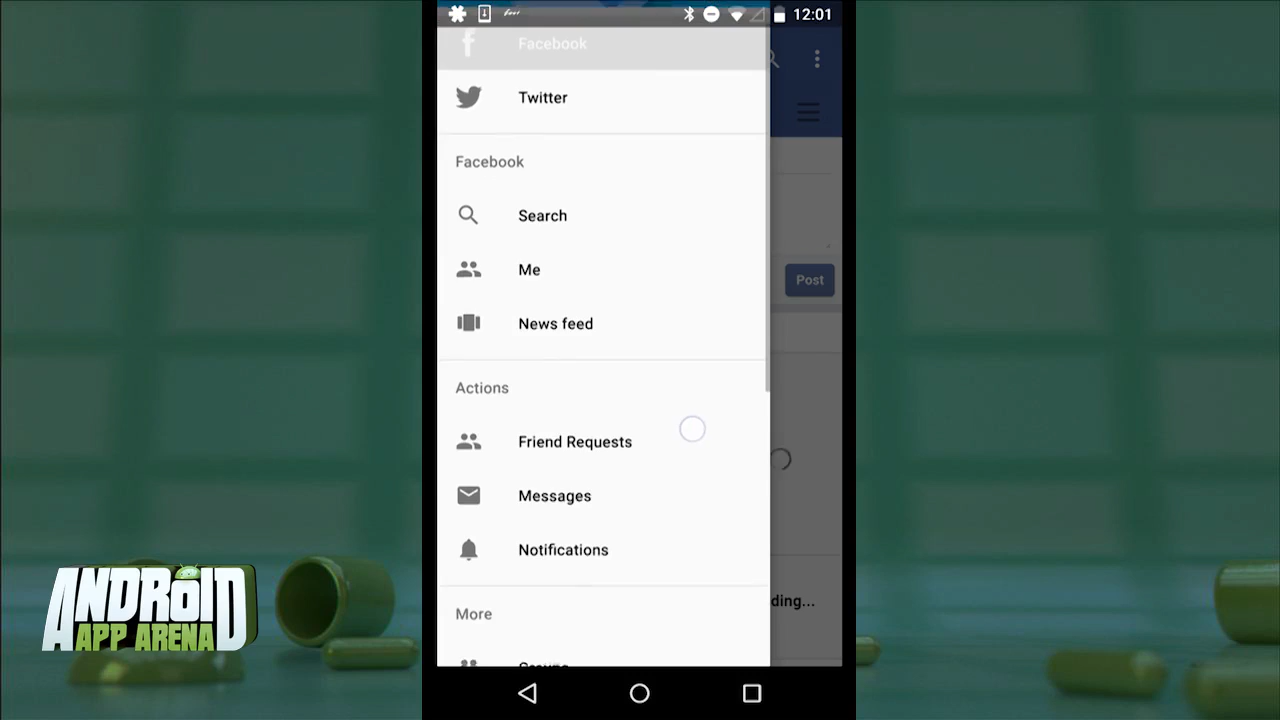 12:01
Facebook
Twitter
Facebook
Search
Me
News feed
Post
Actions
Friend Requests
Messages
Notifications
ding...
More
ANDROID
APP ARENA